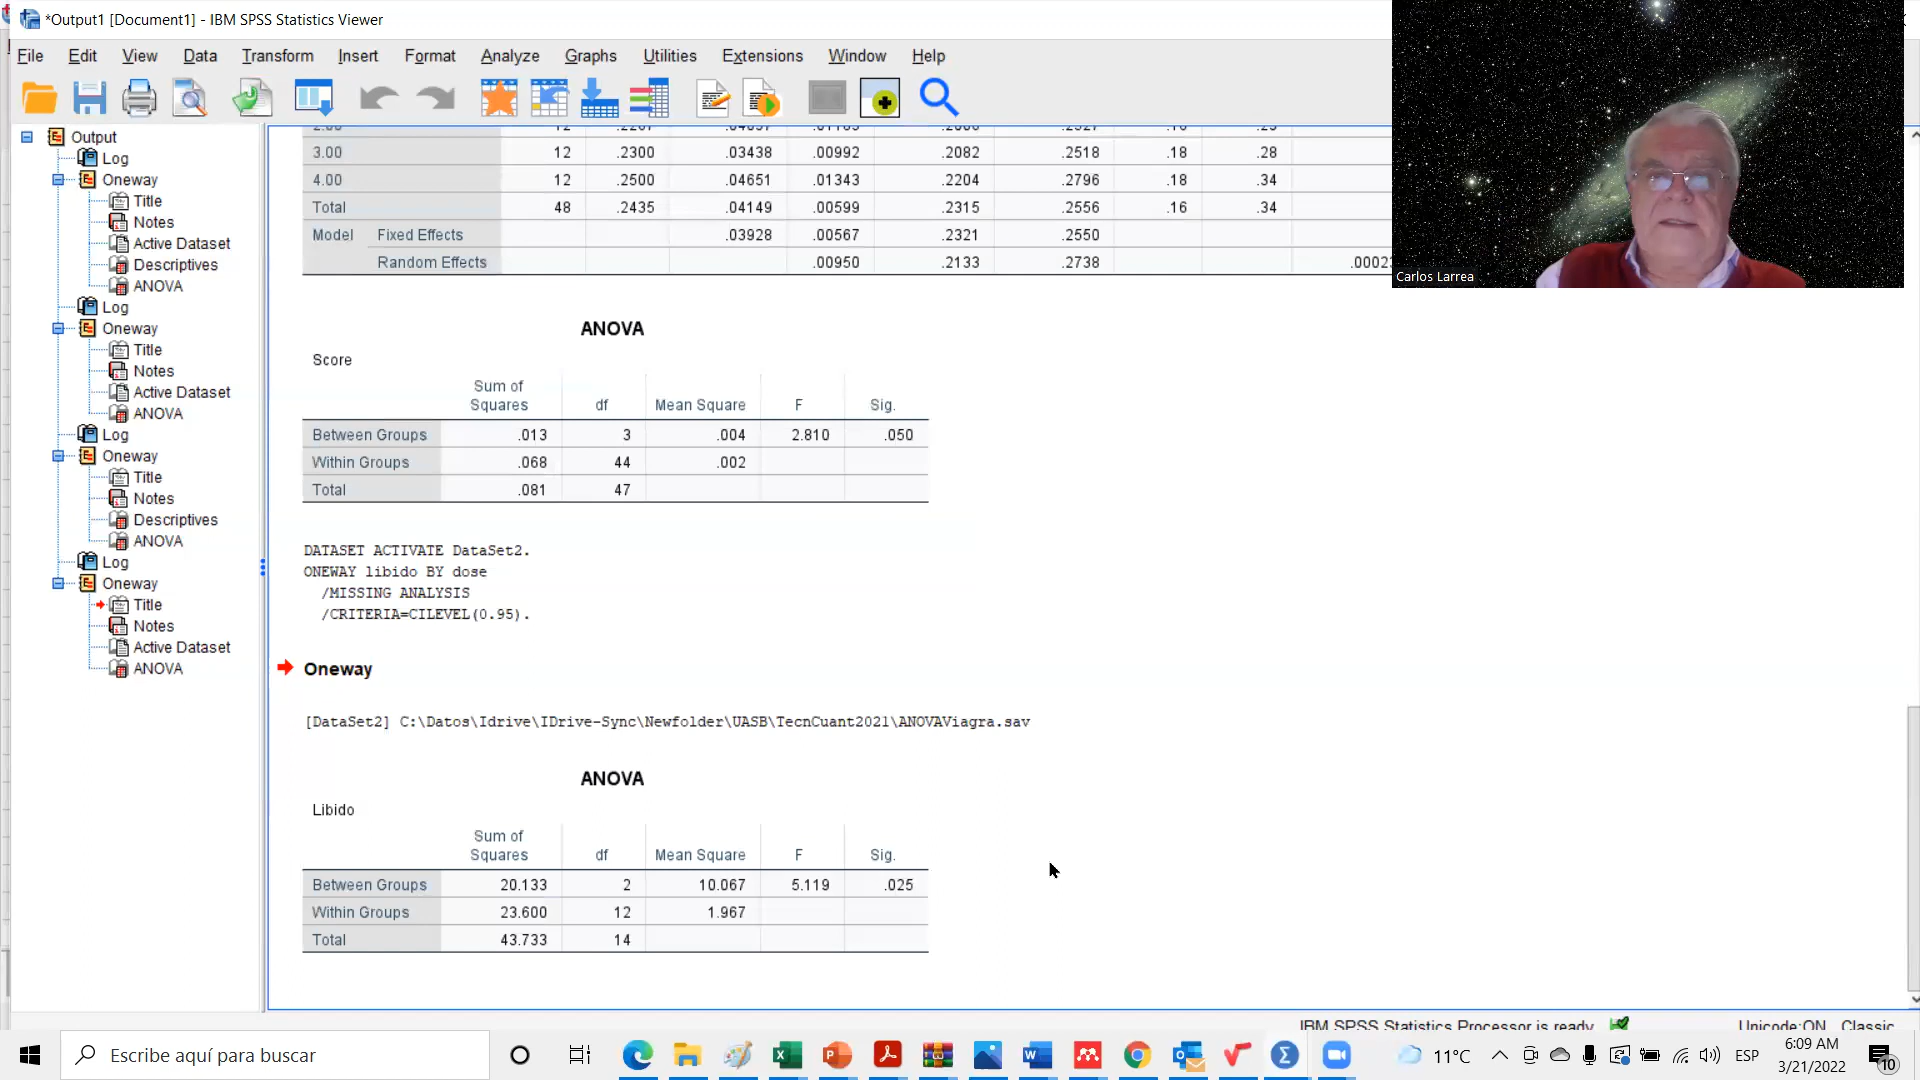 *Output1 [Document1] - IBM SPSS Statistics Viewer
File Edit View Data Transform Insert Format Analyze Graphs Utilities Extensions Window Help
Output
Log
Oneway
Title
Notes
Active Dataset
Descriptives
ANOVA
Log
Oneway
Title
Notes
Active Dataset
ANOVA
Log
Oneway
Title
Notes
Descriptives
ANOVA
Log
Oneway
Title
Notes
Active Dataset
ANOVA
3.00 12 .2300 .03438 .00992 .2082 .2518 .18 .28
4.00 12 .2500 .04651 .01343 .2204 .2796 .18 .34
Total 48 .2435 .04149 .00599 .2315 .2556 .16 .34
Model Fixed Effects .03928 .00567 .2321 .2550
Random Effects .00950 .2133 .2738 .00023
Carlos Larrea
ANOVA
Score
Sum of Squares df Mean Square F Sig.
Between Groups .013 3 .004 2.810 .050
Within Groups .068 44 .002
Total .081 47
DATASET ACTIVATE DataSet2.
ONEWAY libido BY dose
/MISSING ANALYSIS
/CRITERIA=CILEVEL(0.95).
Oneway
[DataSet2] C:\Datos\Idrive\IDrive-Sync\Newfolder\UASB\TecnCuant2021\ANOVAViagra.sav
ANOVA
Libido
Sum of Squares df Mean Square F Sig.
Between Groups 20.133 2 10.067 5.119 .025
Within Groups 23.600 12 1.967
Total 43.733 14
IBM SPSS Statistics Processor is ready Unicode:ON Classic
Escribe aquí para buscar
11°C ESP
6:09 AM
3/21/2022
10